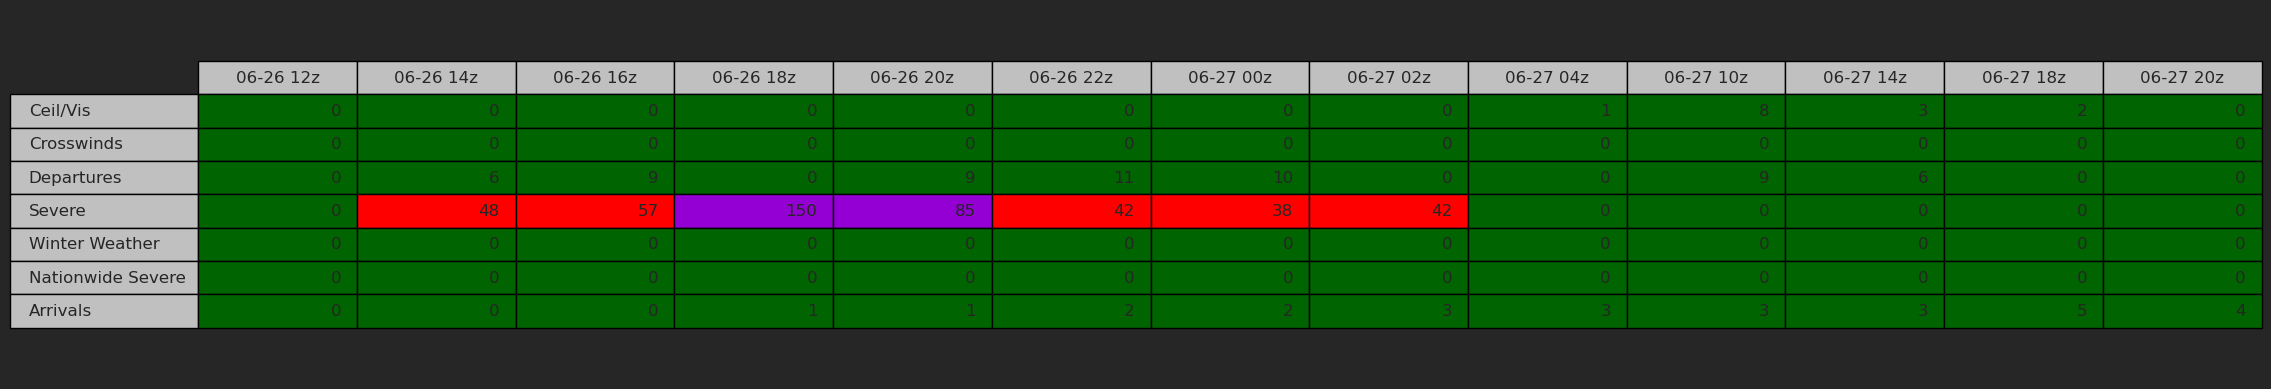 06-26 12z 06-26 14z 06-26 16z 06-26 18z 06-26 20z 06-26 22z 06-27 00z 06-27 02z 06-27 04z 06-27 10z 06-27 14z 06-27 18z 06-27 20z
Ceil/Vis 0 0 0 0 0 0 0 0 1 8 3 2 0
Crosswinds 0 0 0 0 0 0 0 0 0 0 0 0 0
Departures 0 6 9 0 9 11 10 0 0 9 6 0 0
Severe 0 48 57 150 85 42 38 42 0 0 0 0 0
Winter Weather 0 0 0 0 0 0 0 0 0 0 0 0 0
Nationwide Severe 0 0 0 0 0 0 0 0 0 0 0 0 0
Arrivals 0 0 0 1 1 2 2 3 3 3 3 5 4